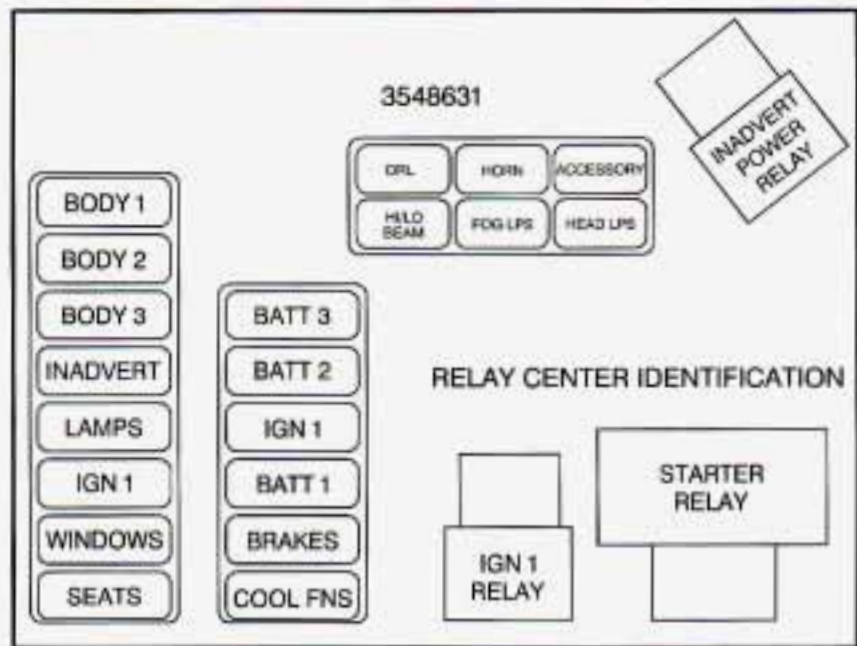 3548631
INADVERT
POWER
RELAY
DRL
HORN
ACCESSORY
HI/LO
BEAM
FOG LPS
HEAD LPS
BODY 1
BODY 2
BODY 3
INADVERT
LAMPS
IGN 1
WINDOWS
SEATS
BATT 3
BATT 2
IGN 1
BATT 1
BRAKES
COOL FNS
RELAY CENTER IDENTIFICATION
IGN 1
RELAY
STARTER
RELAY